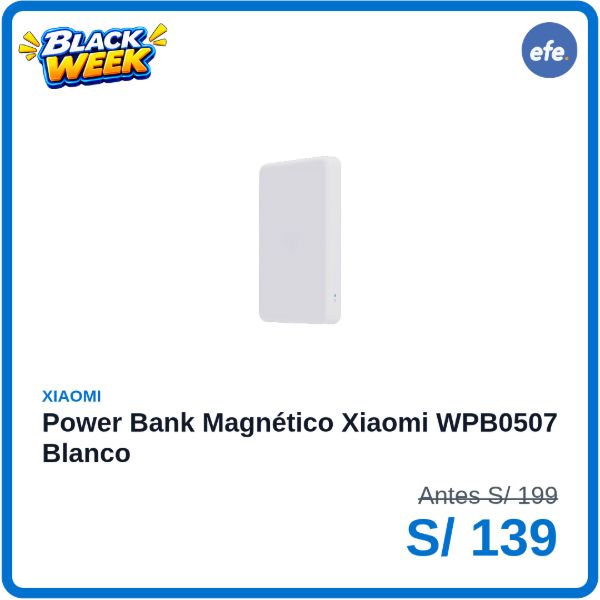 BLACK
WEEK
efe.
XIAOMI
Power Bank Magnético Xiaomi WPB0507
Blanco
Antes S/ 199
S/ 139